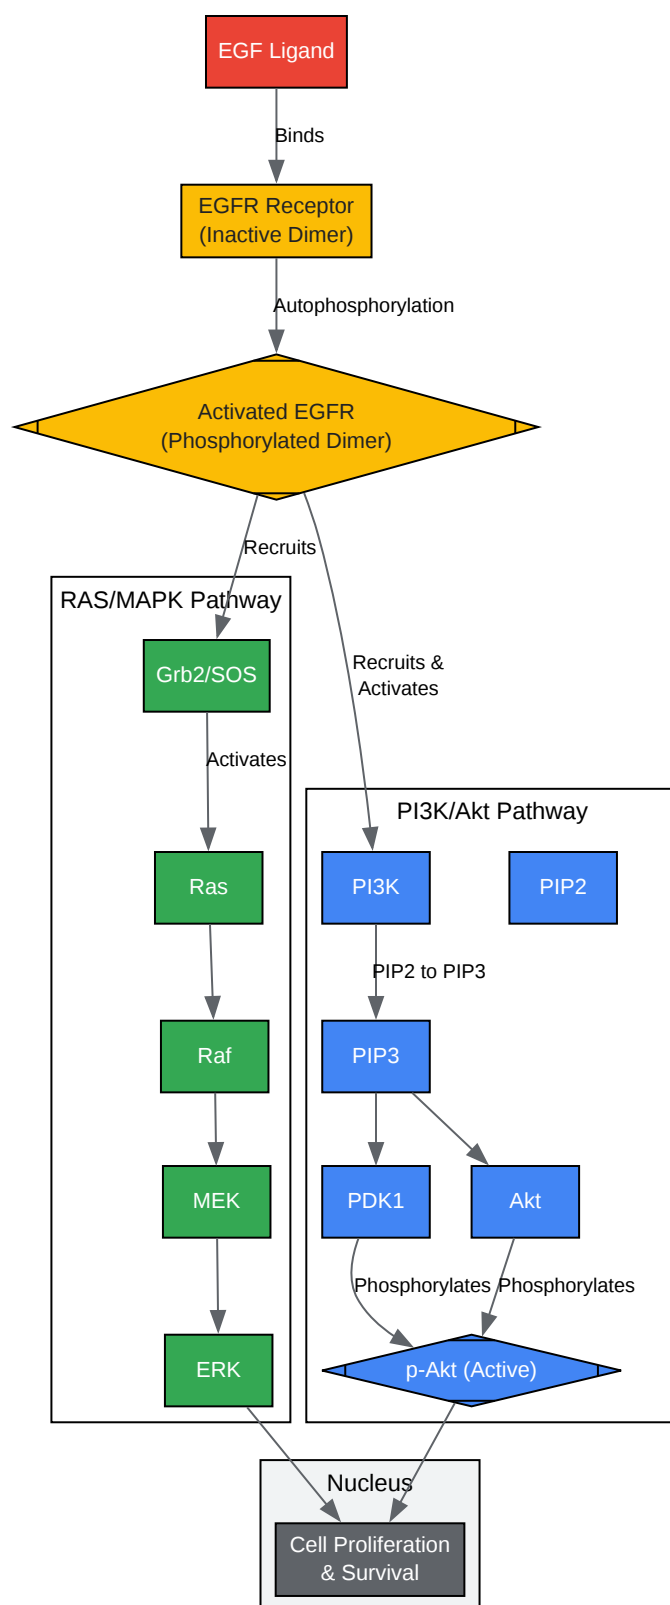 EGF Ligand
Binds
EGFR Receptor
(Inactive Dimer)
Autophosphorylation
Activated EGFR
(Phosphorylated Dimer)
Recruits
RAS/MAPK Pathway
Grb2/SOS
Recruits &
Activates
Activates
PI3K/Akt Pathway
Ras
PI3K
PIP2
PIP2 to PIP3
Raf
PIP3
MEK
PDK1
Akt
Phosphorylates
Phosphorylates
ERK
p-Akt (Active)
Nucleus
Cell Proliferation
& Survival